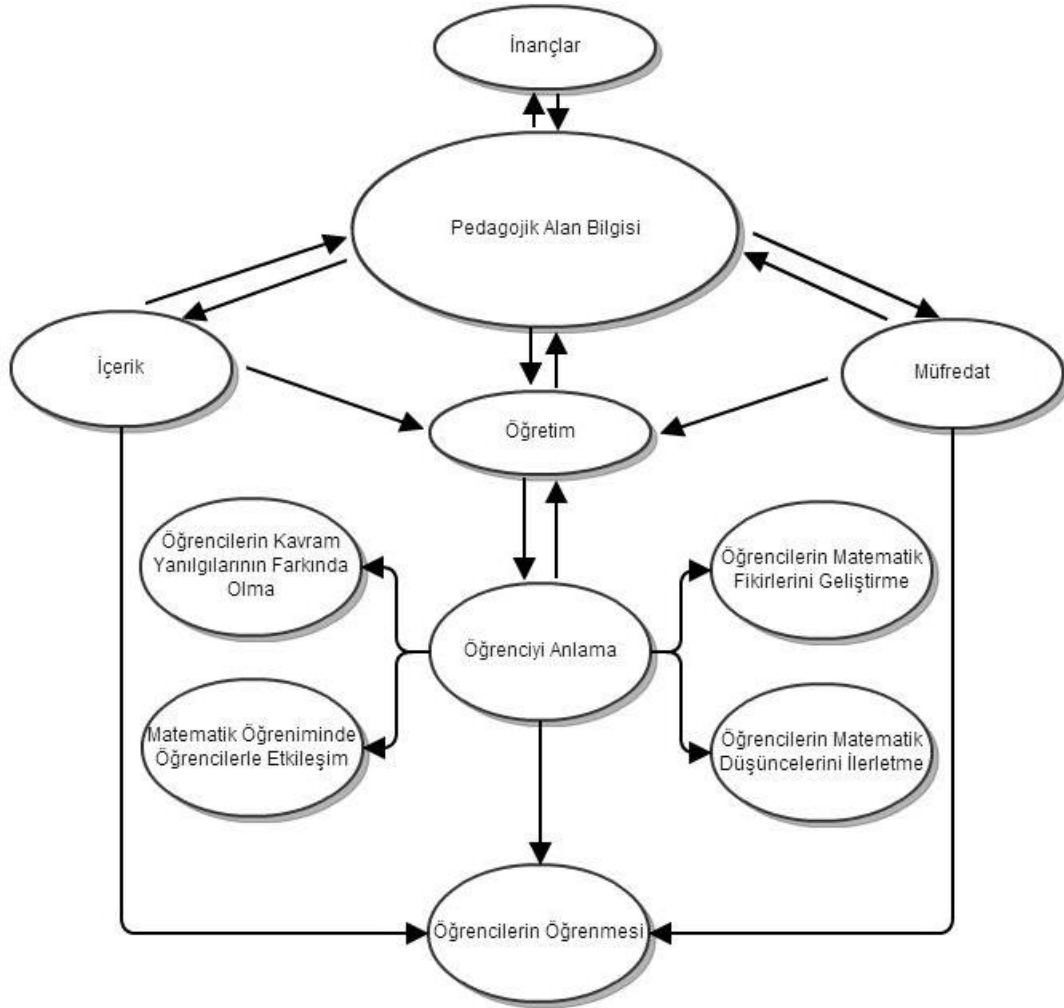 İnançlar
Pedagojik Alan Bilgisi
İçerik
Müfredat
Öğretim
Öğrencilerin Kavram
Yanılgılarının Farkında
Olma
Öğrencilerin Matematik
Fikirlerini Geliştirme
Öğrenciyi Anlama
Matematik Öğreniminde
Öğrencilerle Etkileşim
Öğrencilerin Matematik
Düşüncelerini İlerletme
Öğrencilerin Öğrenmesi